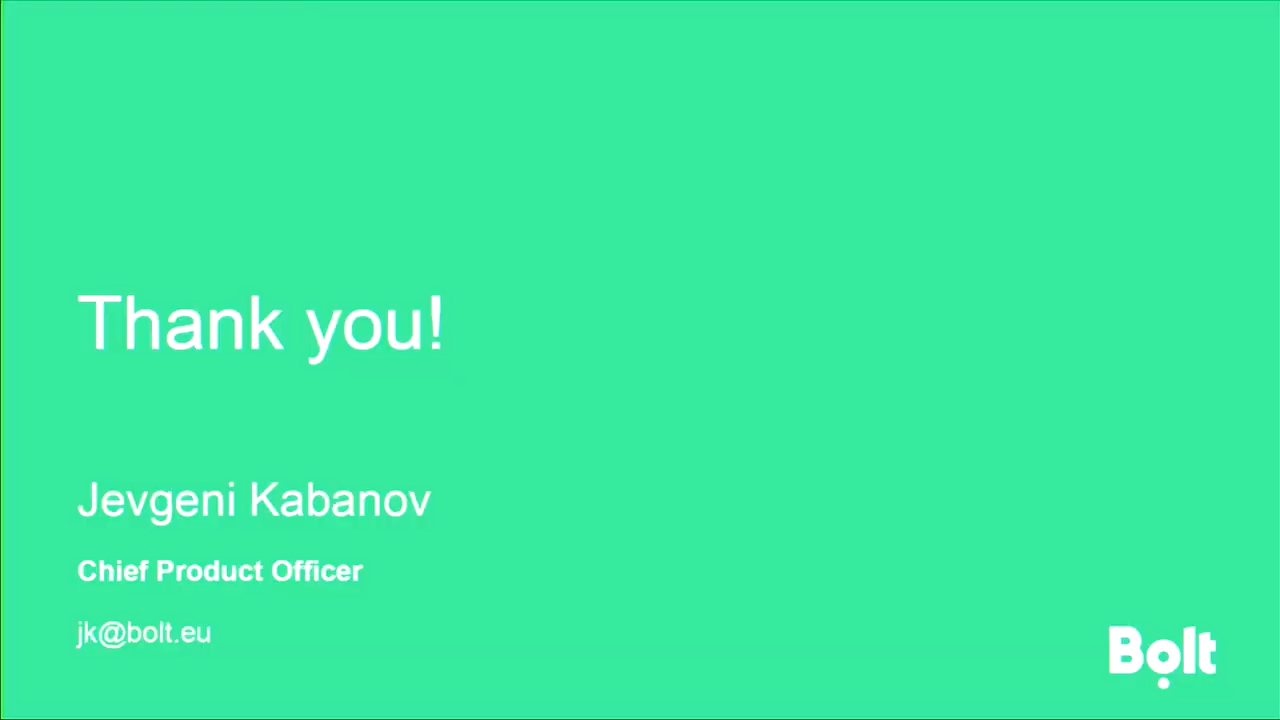 Thank you!
Jevgeni Kabanov
Chief Product Officer
jk@bolt.eu
Bolt